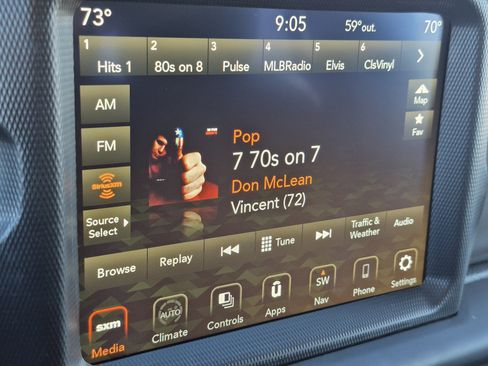 73°
9:05
59°out.
70°
1 2 3 4 5 6
Hits 1 80s on 8 Pulse MLBRadio Elvis ClsVinyl
AM
Map
FM
Fav
SiriusXM
Pop
7 70s on 7
Don McLean
Vincent (72)
Source
Select
Browse
Replay
Tune
Traffic &
Weather
Audio
sxm
Media
AUTO
Climate
Controls
Apps
SW
Nav
Phone
Settings